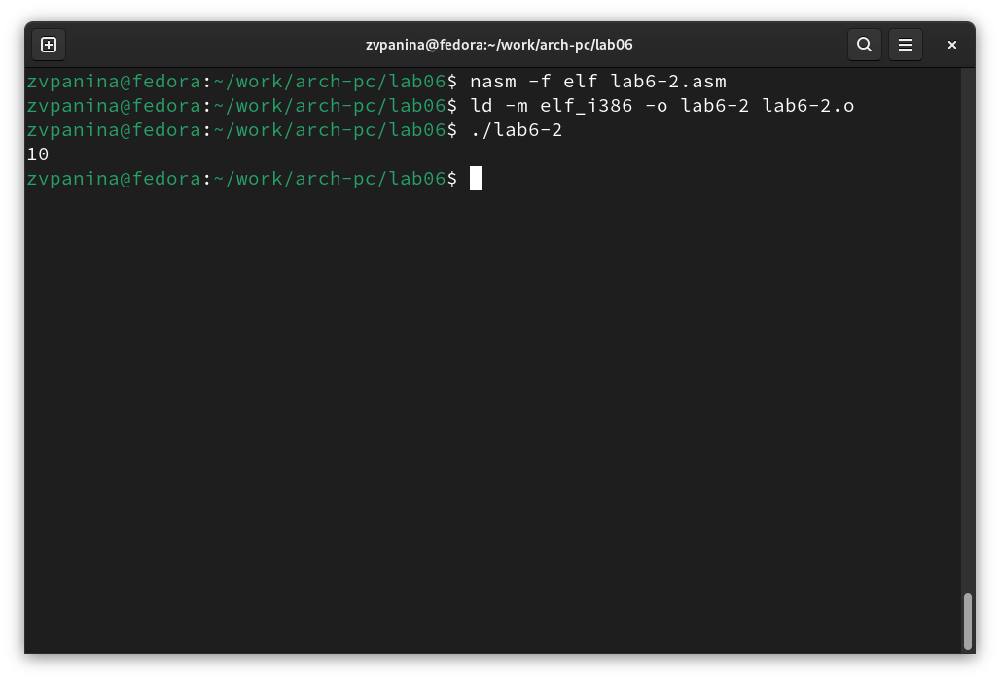 zvpanina@fedora:~/work/arch-pc/lab06
zvpanina@fedora:~/work/arch-pc/lab06$ nasm -f elf lab6-2.asm
zvpanina@fedora:~/work/arch-pc/lab06$ ld -m elf_i386 -o lab6-2 lab6-2.o
zvpanina@fedora:~/work/arch-pc/lab06$ ./lab6-2
10
zvpanina@fedora:~/work/arch-pc/lab06$